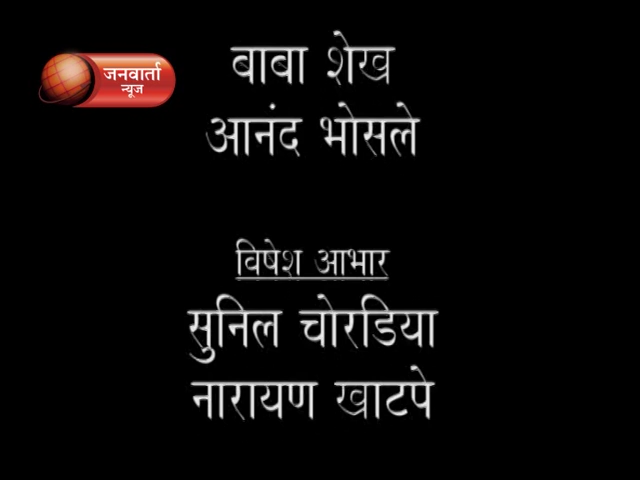 जनवार्ता
न्यूज
बाबा शेख
आनंद भोसले
विषेश आभार
सुनिल चोरडिया
नारायण खाटपे